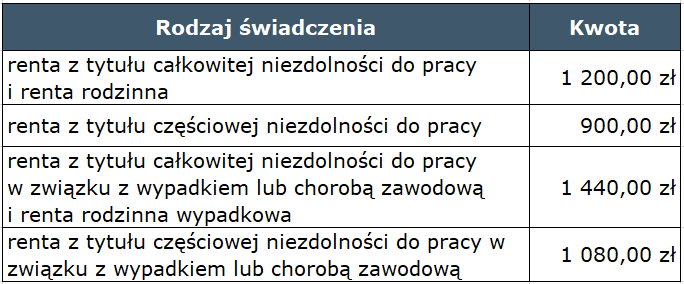 Rodzaj świadczenia Kwota
renta z tytułu całkowitej niezdolności do pracy
i renta rodzinna
1 200,00 zł
renta z tytułu częściowej niezdolności do pracy 900,00 zł
renta z tytułu całkowitej niezdolności do pracy
w związku z wypadkiem lub chorobą zawodową
i renta rodzinna wypadkowa
1 440,00 zł
renta z tytułu częściowej niezdolności do pracy w
związku z wypadkiem lub chorobą zawodową
1 080,00 zł